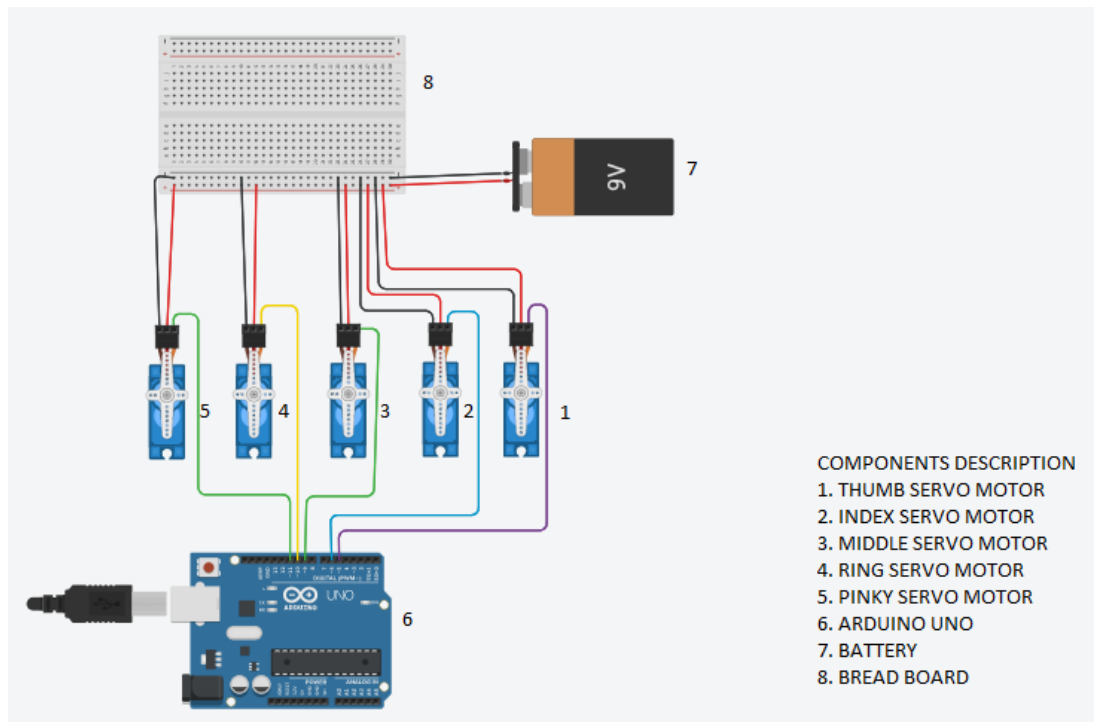 8
9V
7
5
4
3
2
1
COMPONENTS DESCRIPTION
1. THUMB SERVO MOTOR
2. INDEX SERVO MOTOR
3. MIDDLE SERVO MOTOR
4. RING SERVO MOTOR
5. PINKY SERVO MOTOR
6. ARDUINO UNO
7. BATTERY
8. BREAD BOARD
DIGITAL (PWM~)
UNO
ARDUINO
6
POWER